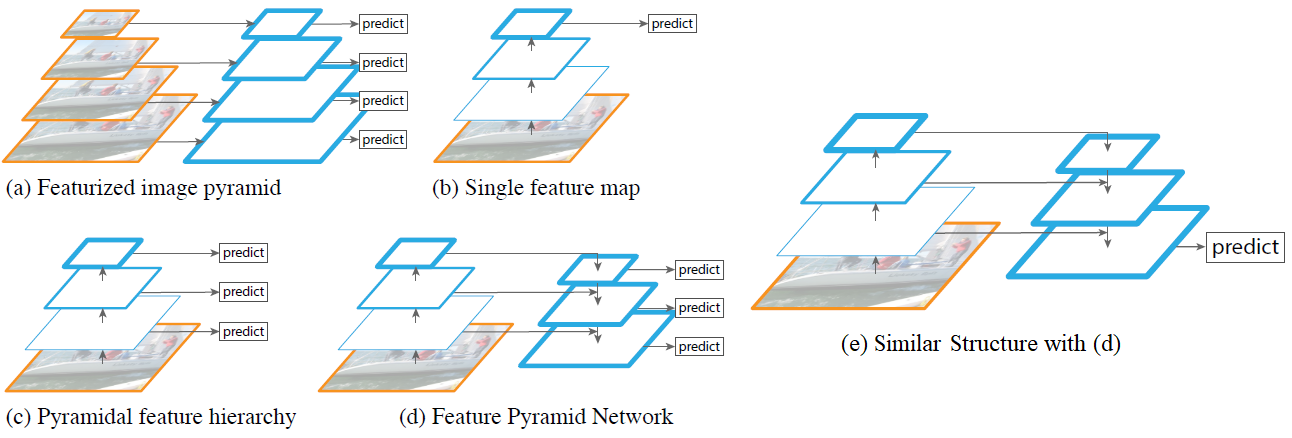 predict
predict
predict
predict
(a) Featurized image pyramid
predict
(b) Single feature map
predict
predict
predict
(c) Pyramidal feature hierarchy
predict
predict
predict
(d) Feature Pyramid Network
predict
(e) Similar Structure with (d)